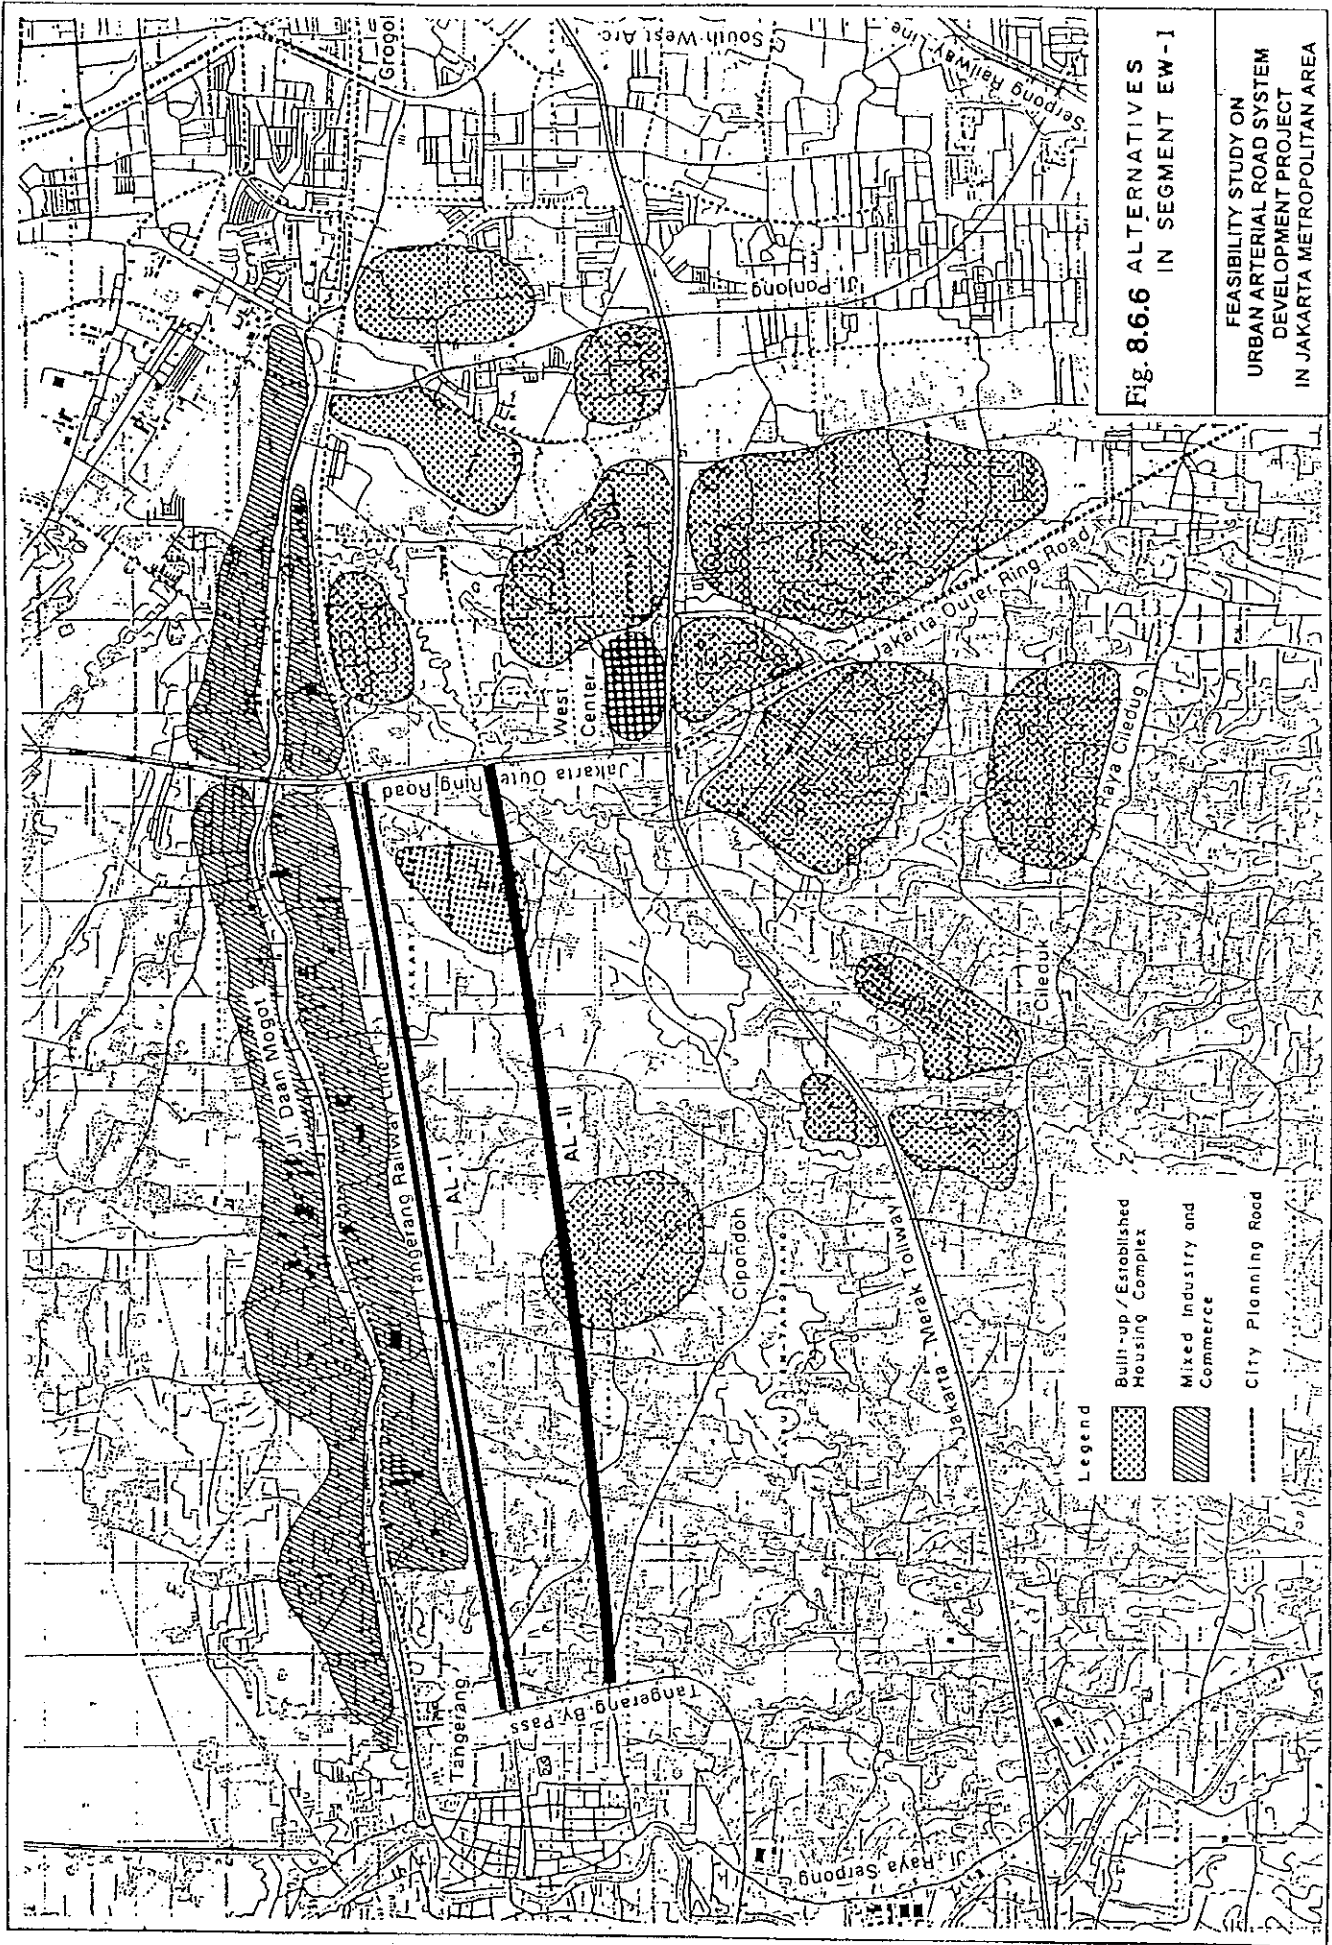 Grogol
South West Arc
Serpong Railway Line
Jl. Panjang
Jl Daan Mogot
Tangerang Railway Line
JAKARTA
AL-I
AL-II
Jakarta Outer Ring Road
West
Center
Jakarta Outer Ring Road
Jl Raya Ciledug
Cileduk
Cipondoh
Jakarta - Merak Tollway
Tangerang
Tangerang By Pass
Jl. Raya Serpong
Legend
Built-up / Established
Housing Complex
Mixed Industry and
Commerce
City Planning Road
Fig. 8.6.6 ALTERNATIVES
IN SEGMENT EW-1
FEASIBILITY STUDY ON
URBAN ARTERIAL ROAD SYSTEM
DEVELOPMENT PROJECT
IN JAKARTA METROPOLITAN AREA